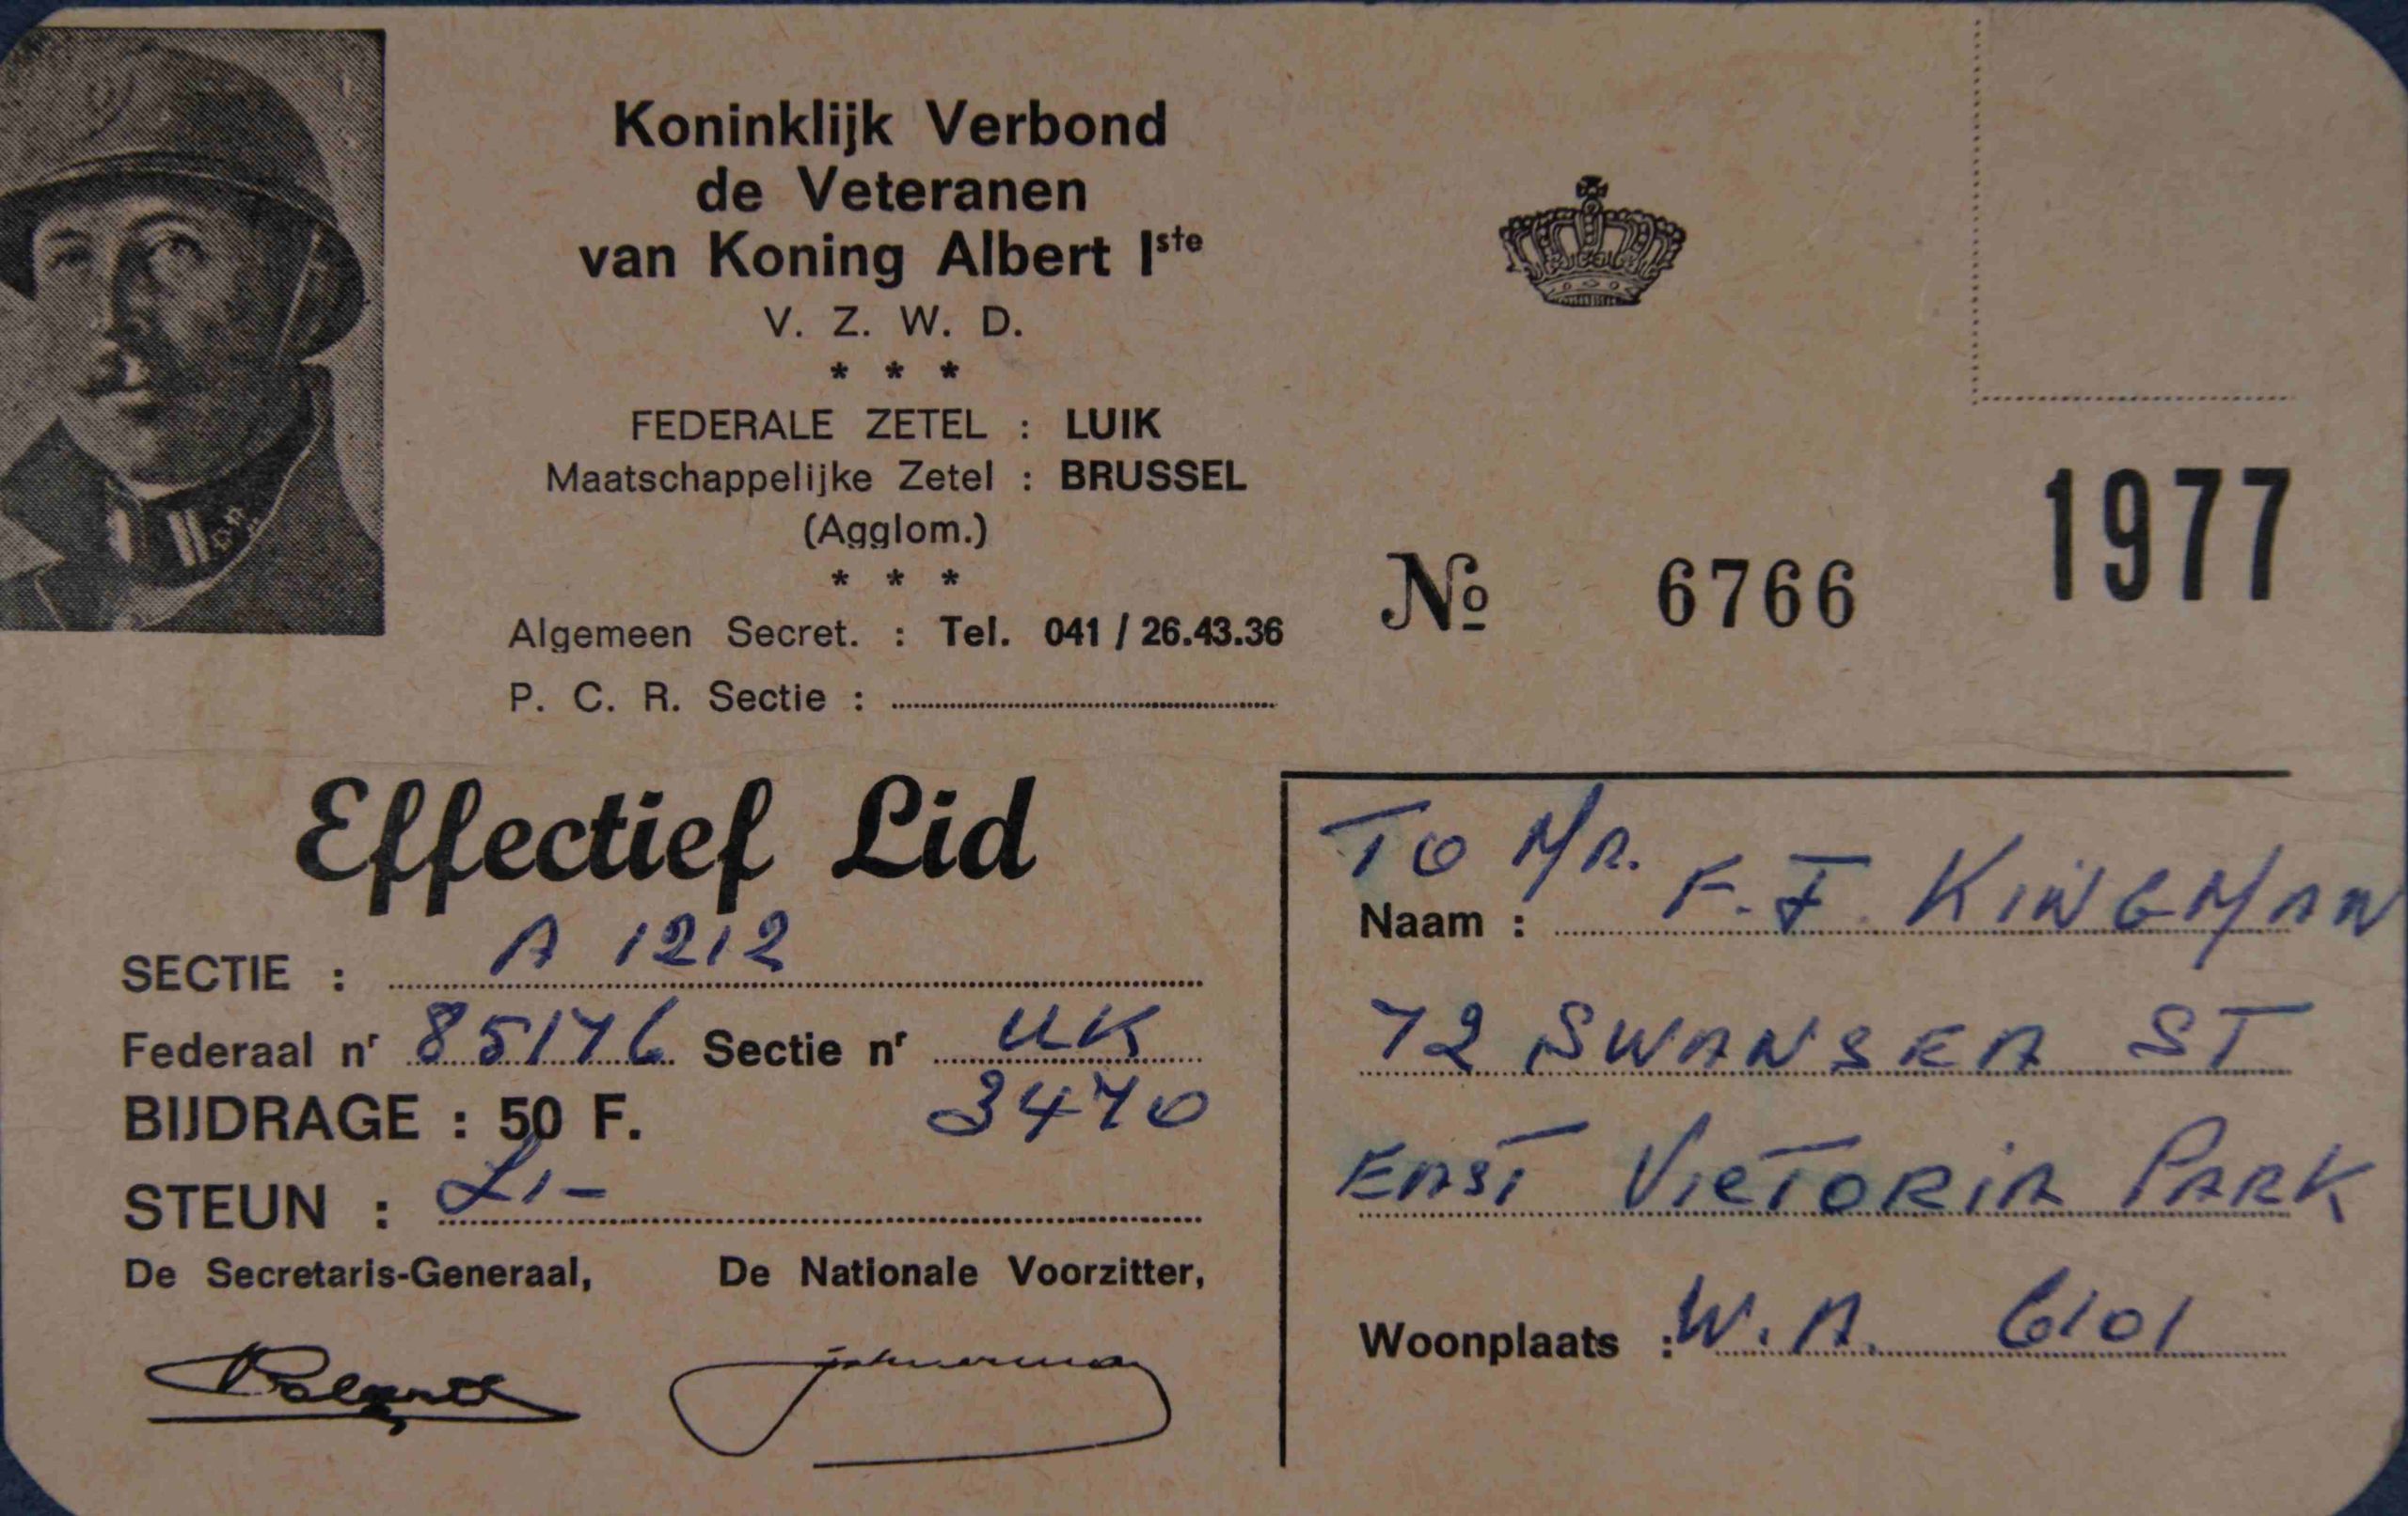 Koninklijk Verbond
de Veteranen
van Koning Albert Iste
V. Z. W. D.
* * *
FEDERALE ZETEL : LUIK
Maatschappelijke Zetel : BRUSSEL
(Agglom.)
* * *
Algemeen Secret. : Tel. 041 / 26.43.36
P. C. R. Sectie :
№ 6766
1977
Effectief Lid
SECTIE : A 1212
Federaal nr 85176 Sectie nr UK
3470
BIJDRAGE : 50 F.
STEUN : £1-
De Secretaris-Generaal, De Nationale Voorzitter,
TO MR.
Naam : F. F. KINGMAN
72 SWANSEA ST
EAST VICTORIA PARK
Woonplaats : W. A. 6101